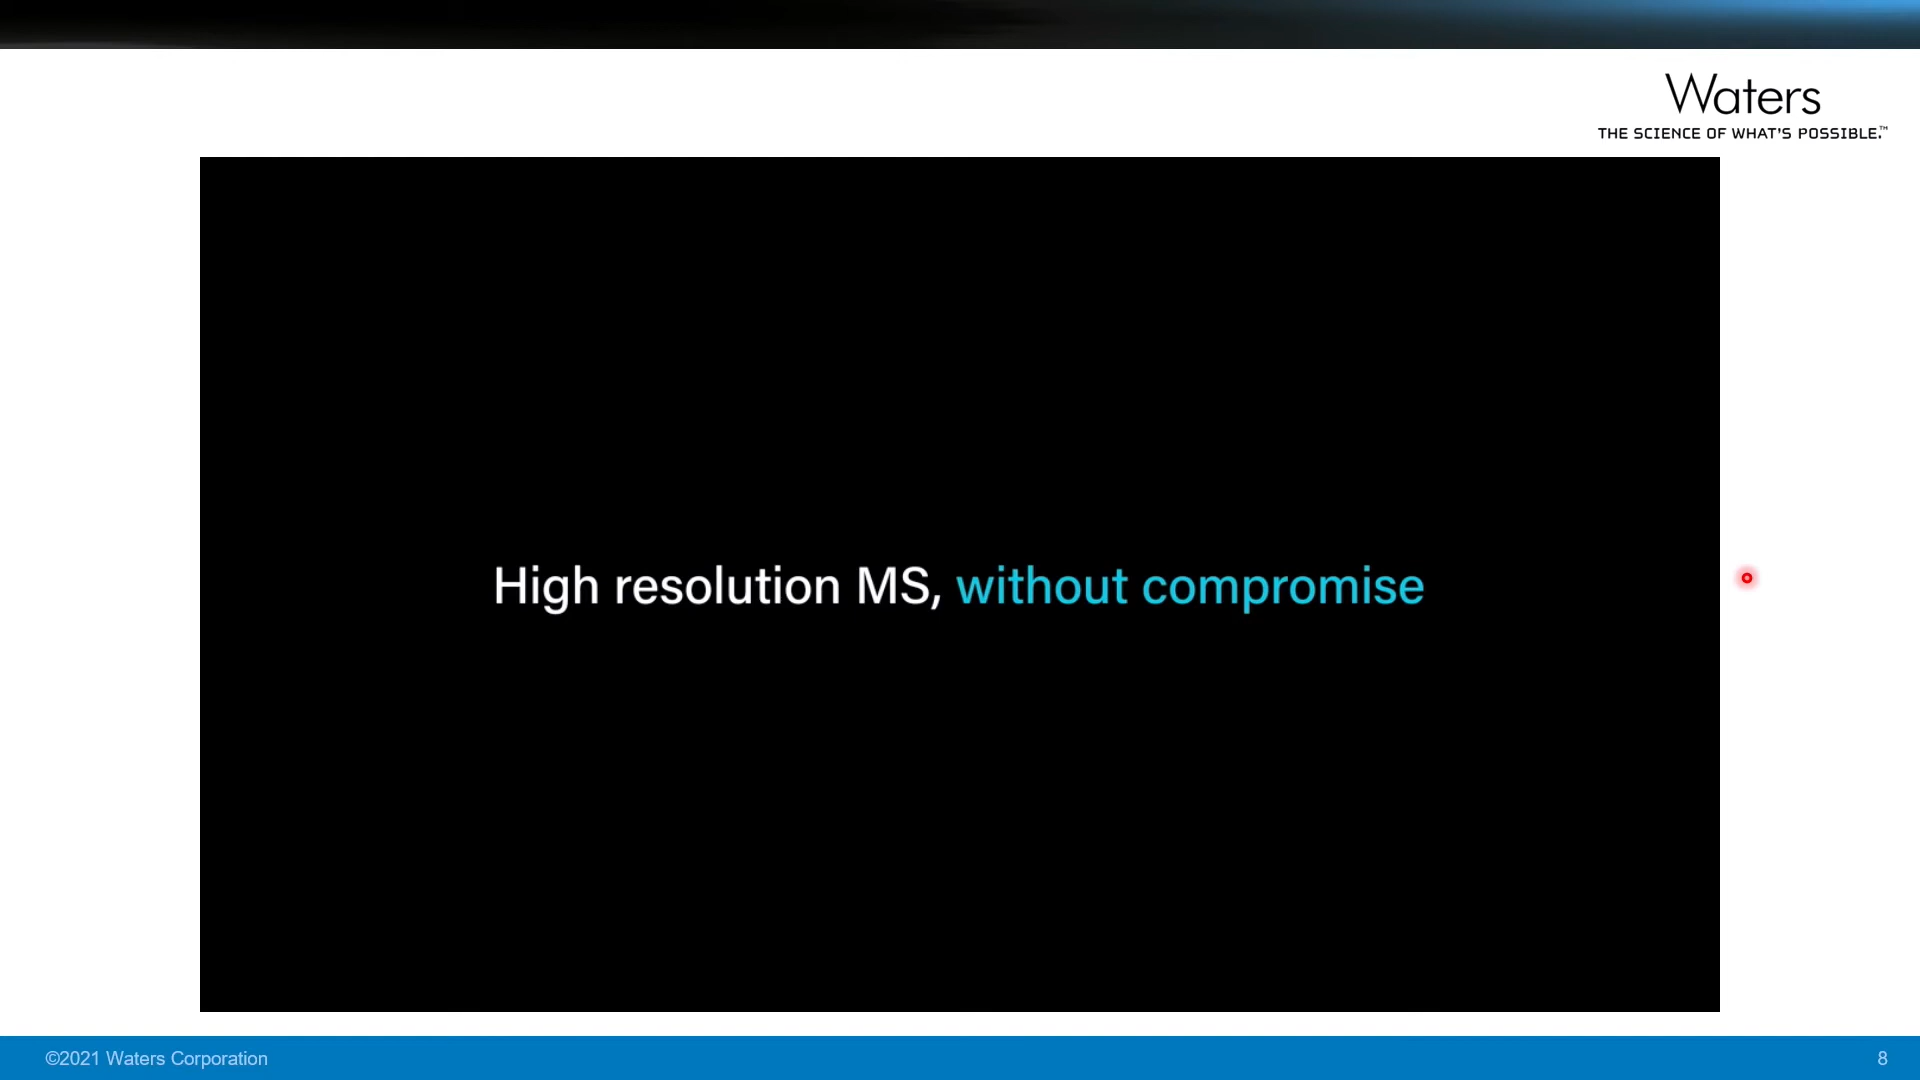 Waters
THE SCIENCE OF WHAT'S POSSIBLE.™
High resolution MS, without compromise
©2021 Waters Corporation
8